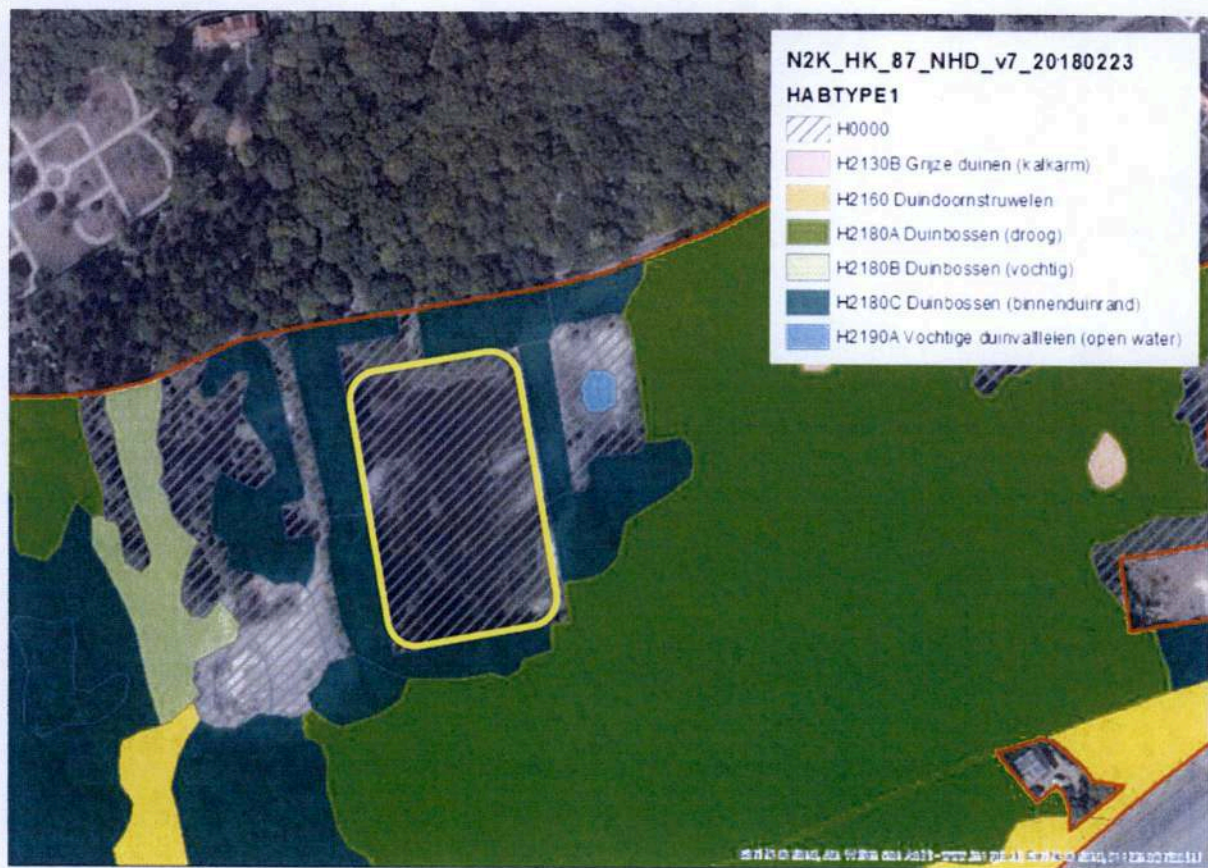 N2K_HK_87_NHD_v7_20180223
HABTYPE1
H0000
H2130B Grijze duinen (kalkarm)
H2160 Duindoornstruwelen
H2180A Duinbossen (droog)
H2180B Duinbossen (vochtig)
H2180C Duinbossen (binnenduinrand)
H2190A Vochtige duinvalleien (open water)